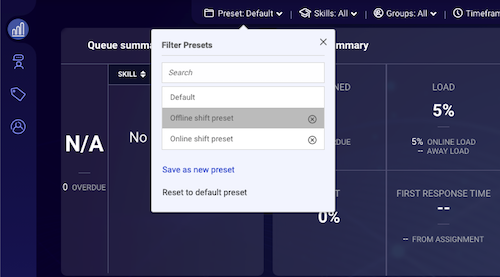 Preset: Default
Skills: All
Groups: All
Timefram
Queue summa
mmary
Filter Presets
Search
Default
Offline shift preset
Online shift preset
Save as new preset
Reset to default preset
SKILL
N/A
No
0 OVERDUE
NED
LOAD
5%
5% ONLINE LOAD
-- AWAY LOAD
T
FIRST RESPONSE TIME
0%
--
-- FROM ASSIGNMENT